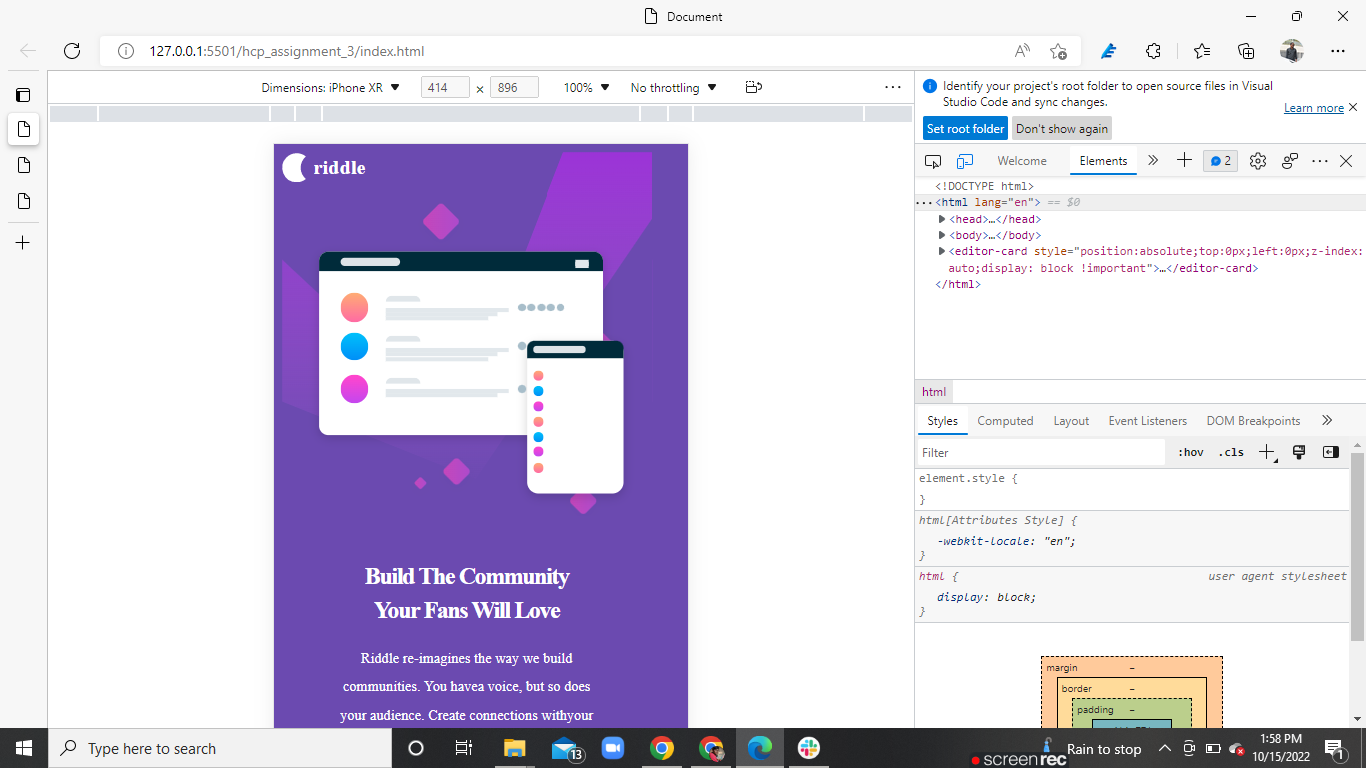 Document
127.0.0.1:5501/hcp_assignment_3/index.html
Dimensions: iPhone XR ▼ 414 × 896 100% ▼ No throttling ▼
Identify your project's root folder to open source files in Visual
Studio Code and sync changes.
Learn more
Set root folder Don't show again
Welcome Elements 2
<!DOCTYPE html>
<html lang="en"> == $0
<head>…</head>
<body>…</body>
<editor-card style="position:absolute;top:0px;left:0px;z-index:
auto;display: block !important">…</editor-card>
</html>
html
Styles Computed Layout Event Listeners DOM Breakpoints
Filter :hov .cls
element.style {
}
html[Attributes Style] {
-webkit-locale: "en";
}
html { user agent stylesheet
display: block;
}
margin –
border –
padding –
riddle
Build The Community
Your Fans Will Love
Riddle re-imagines the way we build
communities. You havea voice, but so does
your audience. Create connections withyour
Type here to search
13
Rain to stop
1:58 PM
10/15/2022
1
screenrec